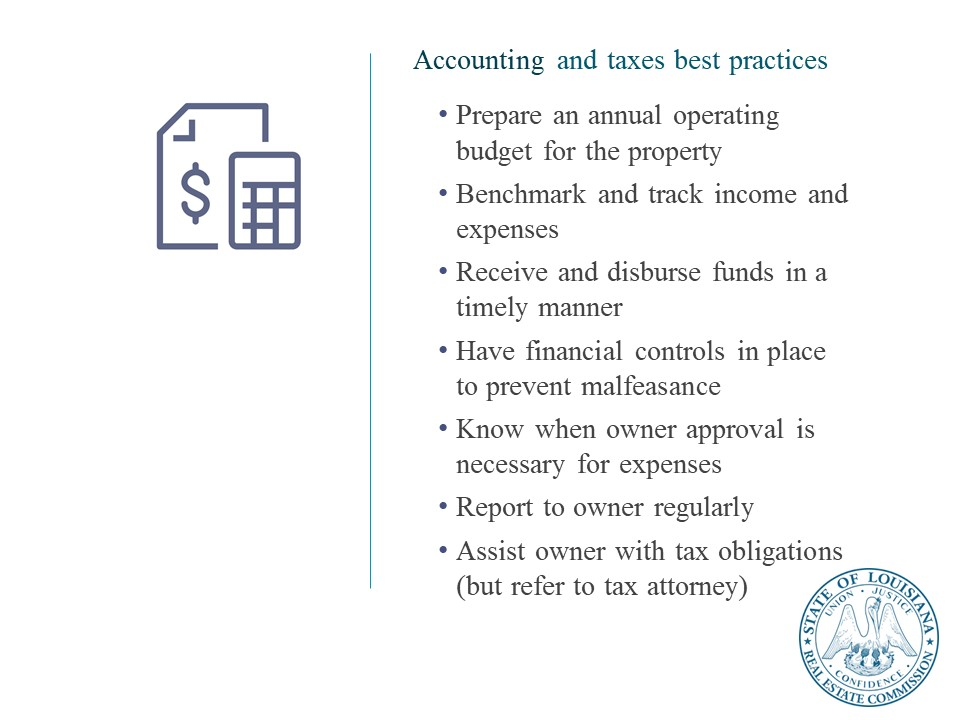 Accounting and taxes best practices
• Prepare an annual operating
budget for the property
• Benchmark and track income and
expenses
• Receive and disburse funds in a
timely manner
• Have financial controls in place
to prevent malfeasance
• Know when owner approval is
necessary for expenses
• Report to owner regularly
• Assist owner with tax obligations
(but refer to tax attorney)
$
STATE OF LOUISIANA
UNION · JUSTICE
CONFIDENCE
REAL ESTATE COMMISSION